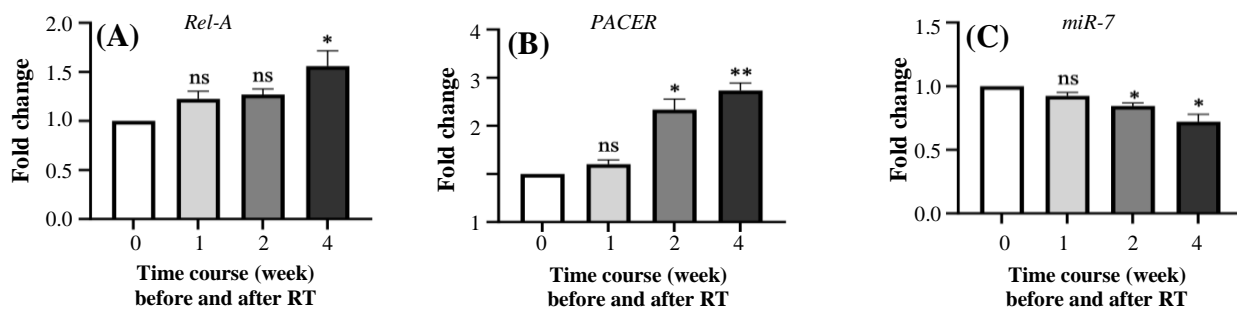 (A)
Rel-A
Fold change
2.0
1.5
1.0
0.5
0.0
ns
ns
*
0 1 2 4
Time course (week)
before and after RT
(B)
PACER
Fold change
4
3
2
1
ns
*
**
0 1 2 4
Time course (week)
before and after RT
(C)
miR-7
Fold change
1.5
1.0
0.5
0.0
ns
*
*
0 1 2 4
Time course (week)
before and after RT